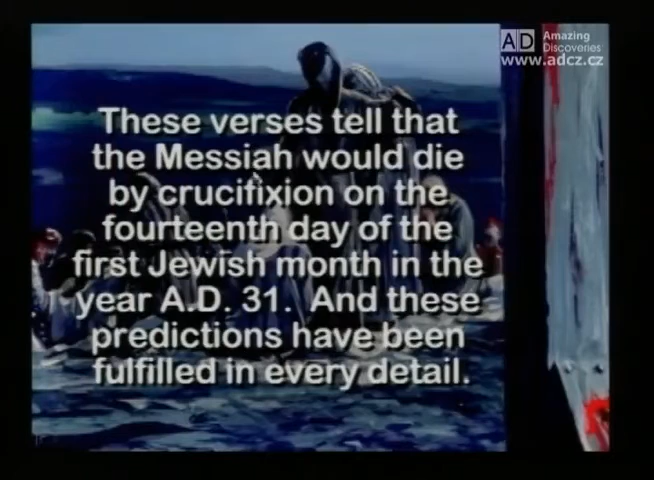 AD Amazing
Discoveries
www.adcz.cz
These verses tell that
the Messiah would die
by crucifixion on the
fourteenth day of the
first Jewish month in the
year A.D. 31. And these
predictions have been
fulfilled in every detail.